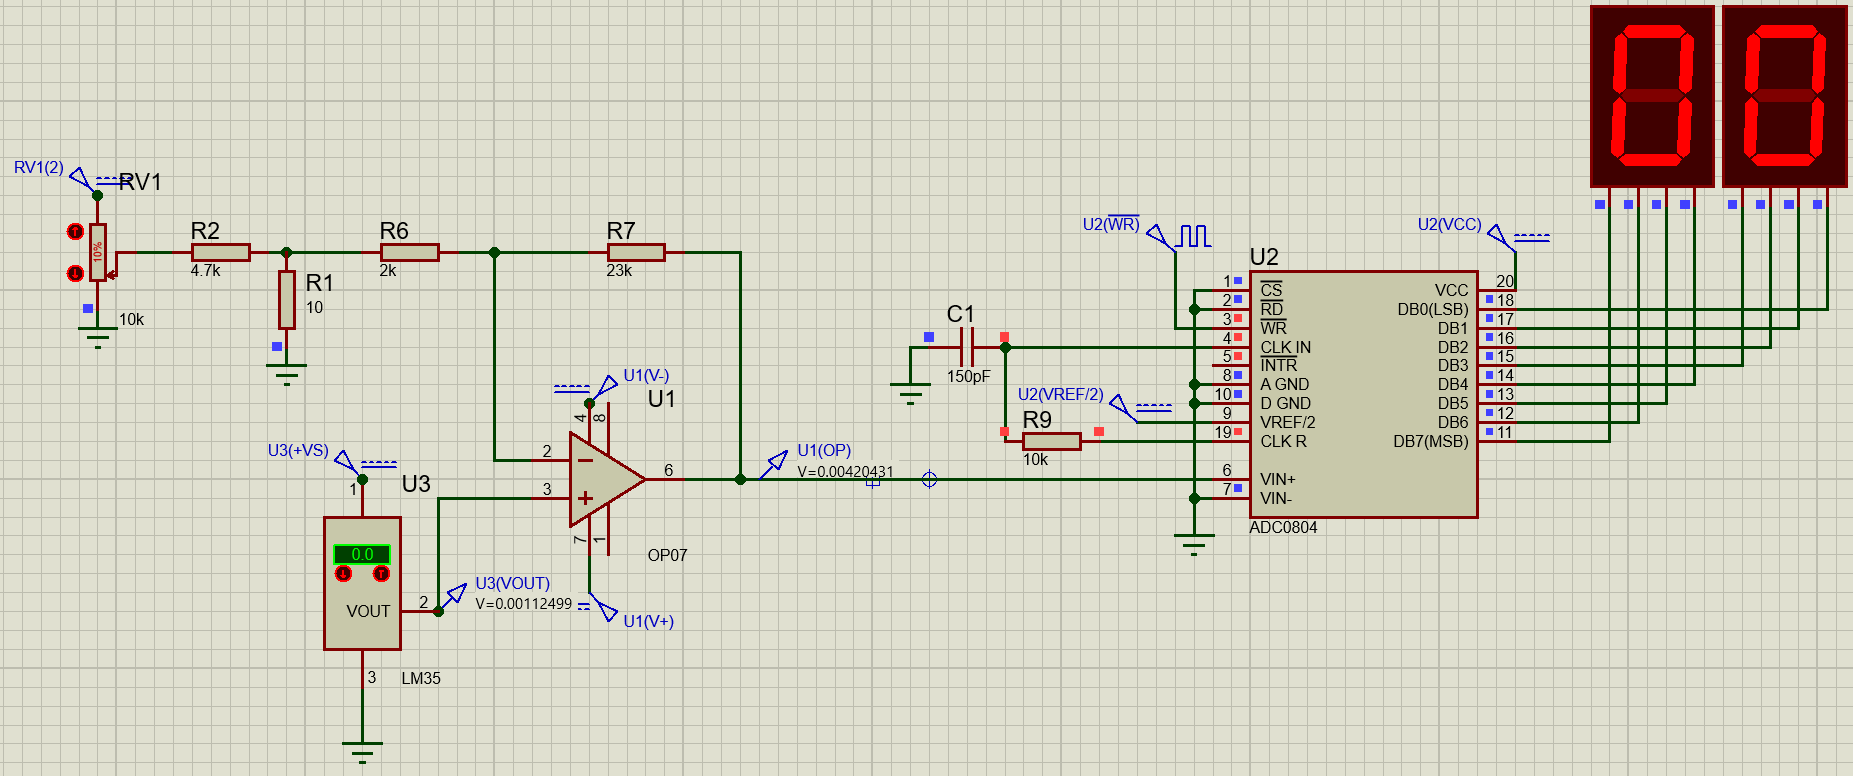 RV1(2)
RV1
10%
10k
R2
4.7k
R1
10
R6
2k
R7
23k
U1(V-)
U1
4
8
2
3
6
7
1
OP07
U1(V+)
U1(OP)
V=0.00420431
U3(+VS)
1
U3
0.0
VOUT
2
3
LM35
U3(VOUT)
V=0.00112499
C1
150pF
R9
10k
U2(WR)
U2(VREF/2)
U2(VCC)
U2
1 CS
2 RD
3 WR
4 CLK IN
5 INTR
8 A GND
10 D GND
9 VREF/2
19 CLK R
6 VIN+
7 VIN-
VCC 20
DB0(LSB) 18
DB1 17
DB2 16
DB3 15
DB4 14
DB5 13
DB6 12
DB7(MSB) 11
ADC0804
0 0